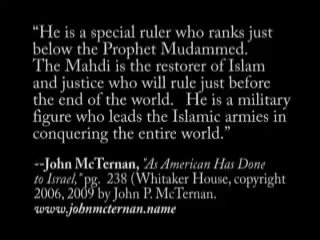 “He is a special ruler who ranks just
below the Prophet Mudammed.
The Mahdi is the restorer of Islam
and justice who will rule just before
the end of the world.   He is a military
figure who leads the Islamic armies in
conquering the entire world.”
--John McTernan, "As American Has Done
to Israel," pg.  238 (Whitaker House, copyright
2006, 2009 by John P. McTernan.
www.johnmcternan.name